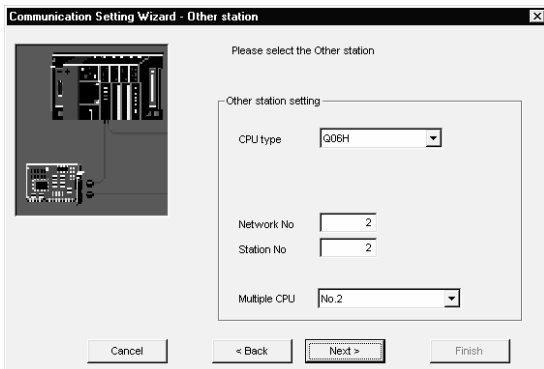 Communication Setting Wizard - Other station
Please select the Other station
Other station setting
CPU type Q06H
Network No 2
Station No 2
Multiple CPU No.2
Cancel < Back Next > Finish